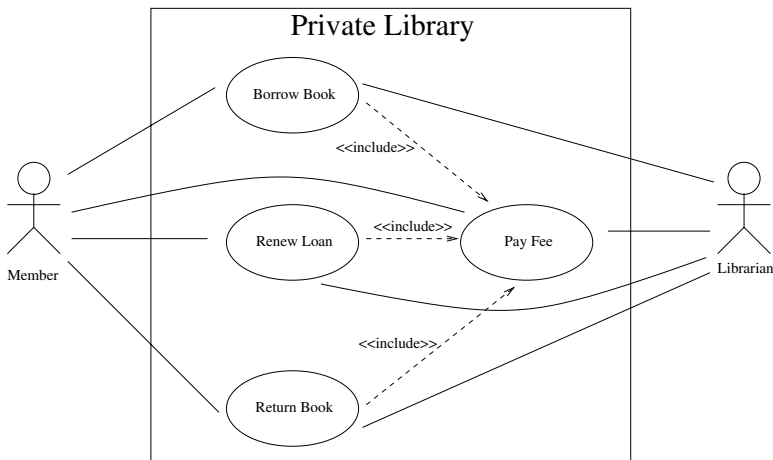 Private Library
Borrow Book
<<include>>
Renew Loan
<<include>>
Pay Fee
Member
Librarian
<<include>>
Return Book